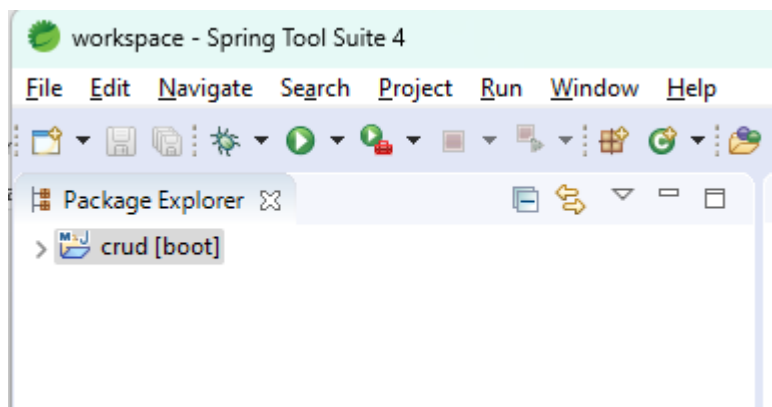 workspace - Spring Tool Suite 4
File Edit Navigate Search Project Run Window Help
Package Explorer
crud [boot]